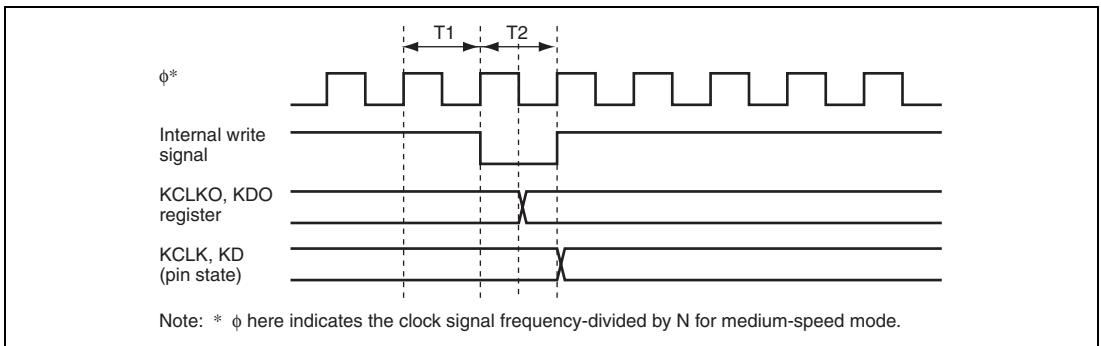 T1 T2
φ*
Internal write
signal
KCLKO, KDO
register
KCLK, KD
(pin state)
Note: * φ here indicates the clock signal frequency-divided by N for medium-speed mode.